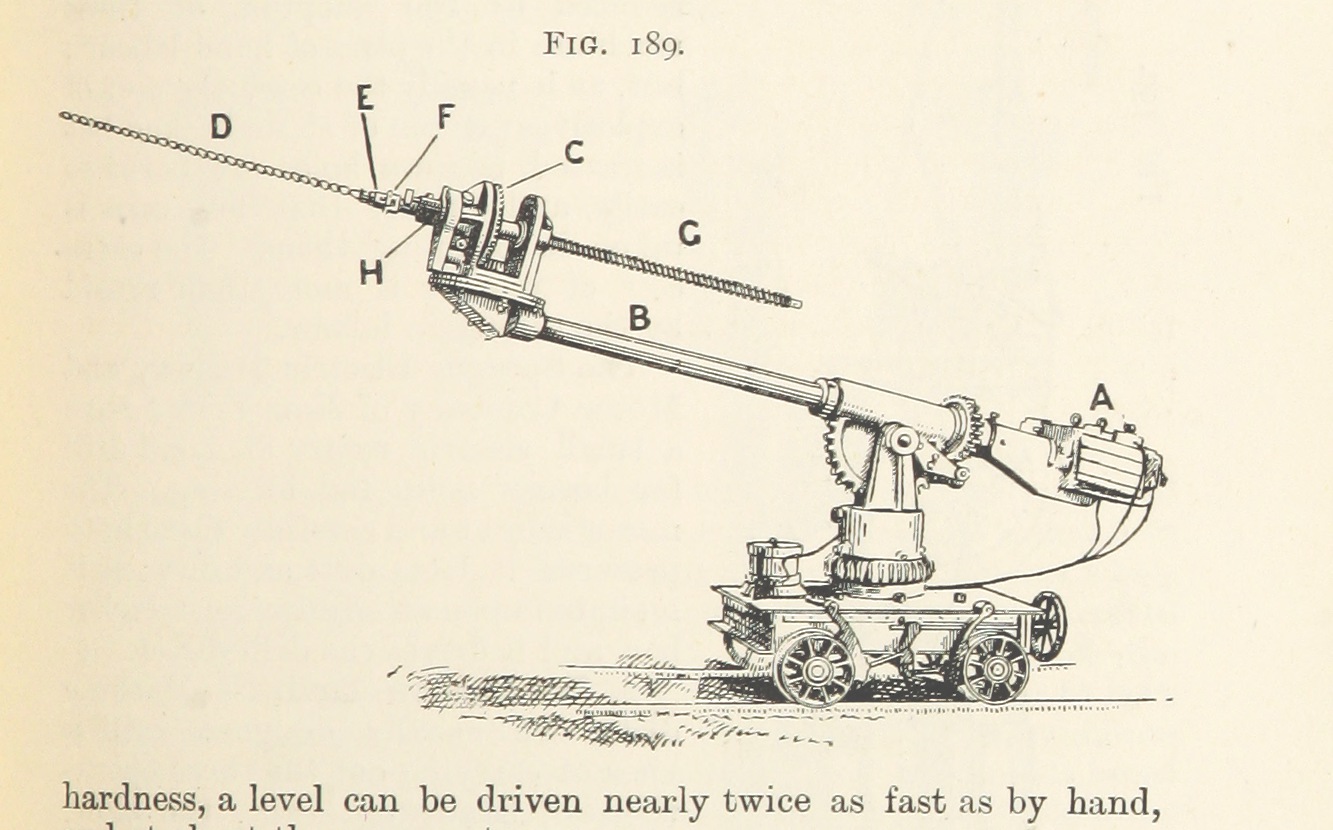 FIG. 189.
E
F
D
C
G
H
B
A
hardness, a level can be driven nearly twice as fast as by hand,